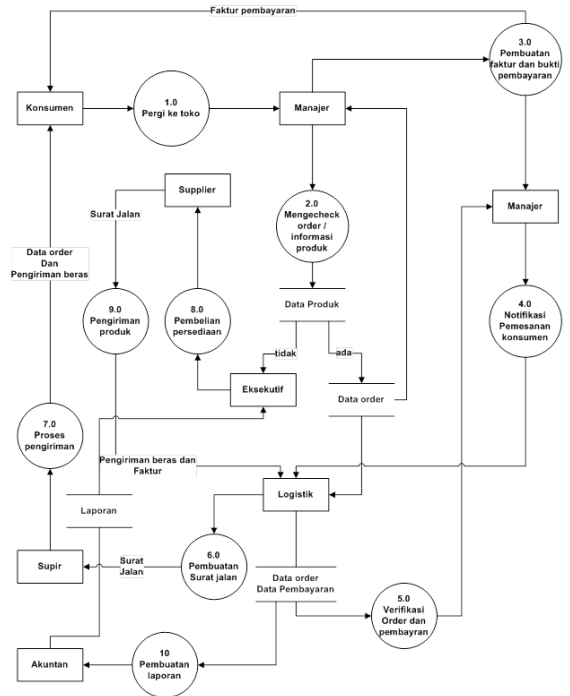 Faktur pembayaran
3.0
Pembuatan
faktur dan bukti
pembayaran
Konsumen
1.0
Pergi ke toko
Manajer
Supplier
Surat Jalan
2.0
Mengecheck
order /
informasi
produk
Manajer
Data order
Dan
Pengiriman beras
9.0
Pengiriman
produk
8.0
Pembelian
persediaan
Data Produk
4.0
Notifikasi
Pemesanan
konsumen
tidak
ada
Eksekutif
Data order
7.0
Proses
pengiriman
Pengiriman beras dan
Faktur
Laporan
Logistik
Supir
Surat
Jalan
6.0
Pembuatan
Surat jalan
Data order
Data Pembayaran
5.0
Verifikasi
Order dan
pembayran
Akuntan
10
Pembuatan
laporan